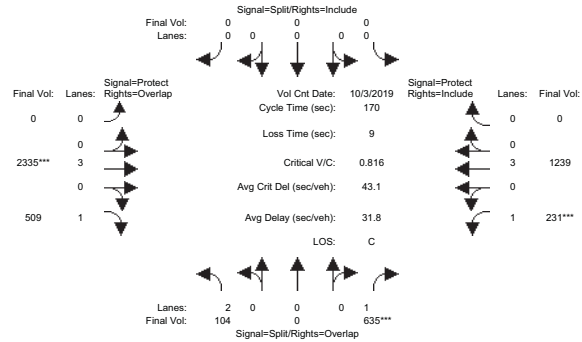 Signal=Split/Rights=Include
Final Vol: 0 0 0
Lanes: 0 0 0 0 0
Signal=Protect
Final Vol: Lanes: Rights=Overlap
Vol Cnt Date: 10/3/2019
Signal=Protect
Rights=Include Lanes: Final Vol:
Cycle Time (sec): 170
0 0
0 0
Loss Time (sec): 9
0
0
2335*** 3
Critical V/C: 0.816
3 1239
0
Avg Crit Del (sec/veh): 43.1
0
509 1
Avg Delay (sec/veh): 31.8
1 231***
LOS: C
Lanes: 2 0 0 0 1
Final Vol: 104 0 635***
Signal=Split/Rights=Overlap